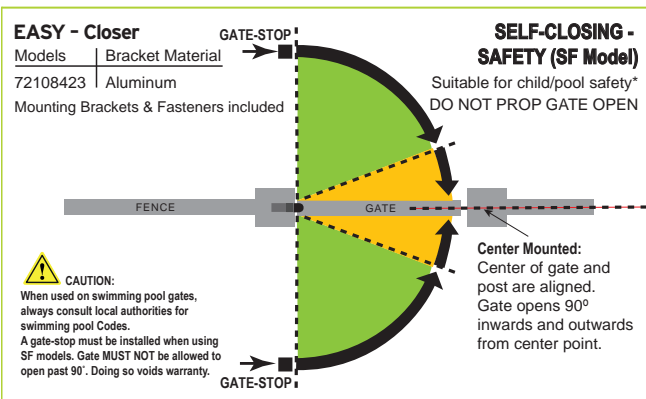 EASY - Closer
Models Bracket Material
72108423 Aluminum
Mounting Brackets & Fasteners included
GATE-STOP
SELF-CLOSING -
SAFETY (SF Model)
Suitable for child/pool safety*
DO NOT PROP GATE OPEN
FENCE
GATE
CAUTION:
When used on swimming pool gates,
always consult local authorities for
swimming pool Codes.
A gate-stop must be installed when using
SF models. Gate MUST NOT be allowed to
open past 90˚. Doing so voids warranty.
GATE-STOP
Center Mounted:
Center of gate and
post are aligned.
Gate opens 90º
inwards and outwards
from center point.